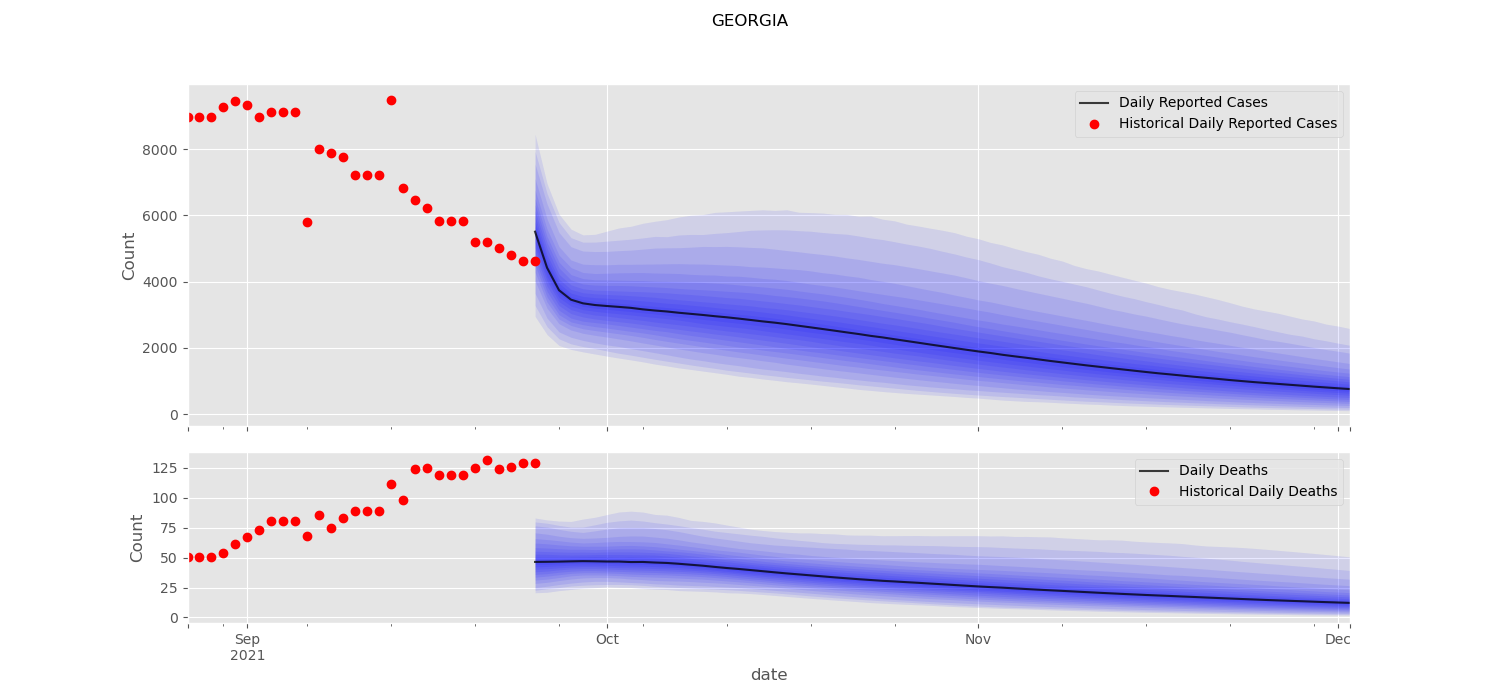 GEORGIA
Daily Reported Cases
Historical Daily Reported Cases
8000
6000
4000
2000
0
Count
Daily Deaths
Historical Daily Deaths
125
100
75
50
25
0
Count
Sep Oct Nov Dec
2021
date